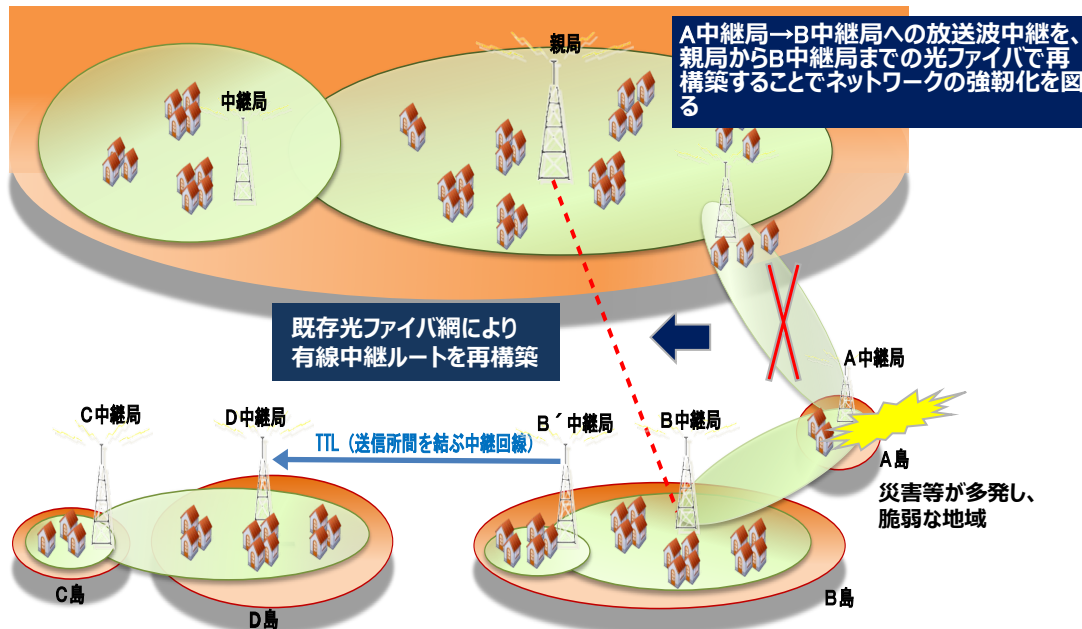 A中継局→B中継局への放送波中継を、
親局からB中継局までの光ファイバで再
構築することでネットワークの強靭化を図
る
親局
中継局
既存光ファイバ網により
有線中継ルートを再構築
A中継局
C中継局
D中継局
B´中継局
B中継局
TTL（送信所間を結ぶ中継回線）
A島
災害等が多発し、
脆弱な地域
C島
D島
B島